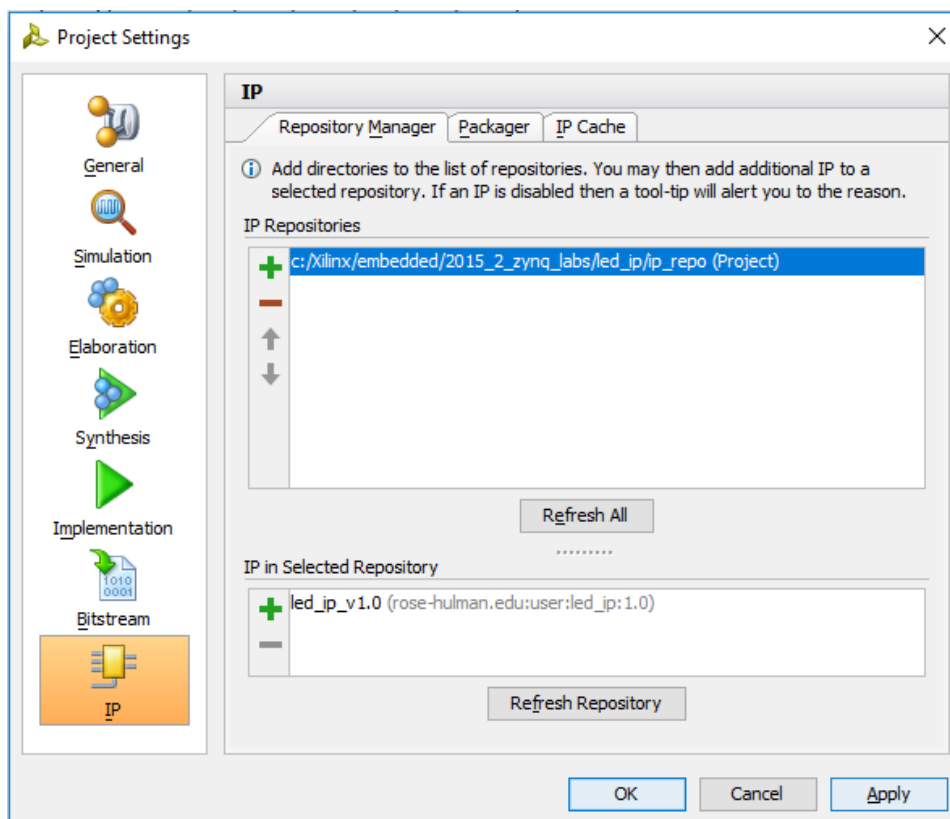 Project Settings
General
Simulation
Elaboration
Synthesis
Implementation
1010
0001
Bitstream
IP
IP
Repository Manager
Packager
IP Cache
Add directories to the list of repositories. You may then add additional IP to a
selected repository. If an IP is disabled then a tool-tip will alert you to the reason.
IP Repositories
c:/Xilinx/embedded/2015_2_zynq_labs/led_ip/ip_repo (Project)
Refresh All
IP in Selected Repository
led_ip_v1.0 (rose-hulman.edu:user:led_ip:1.0)
Refresh Repository
OK
Cancel
Apply